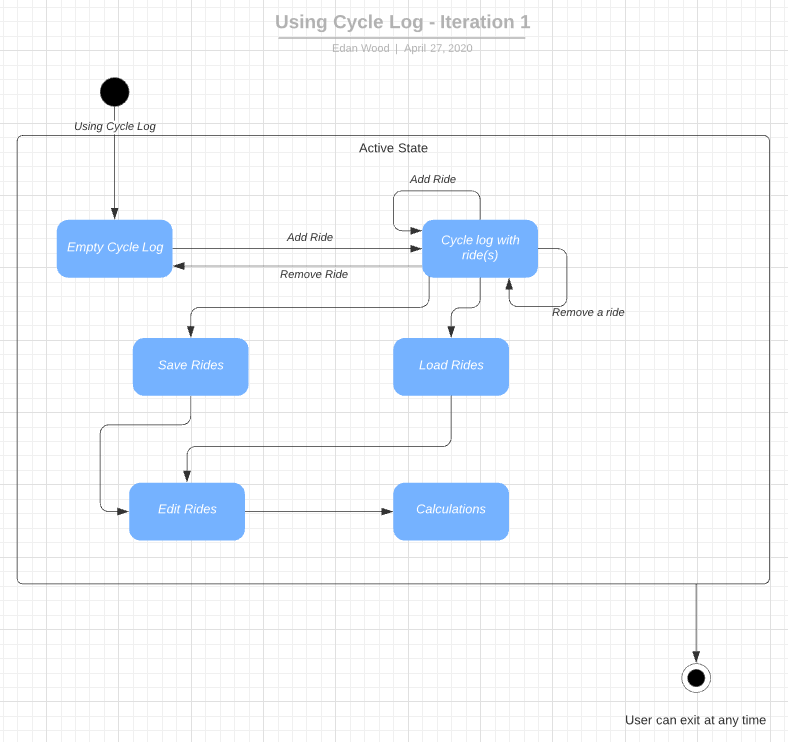 Using Cycle Log - Iteration 1
Edan Wood | April 27, 2020
Using Cycle Log
Active State
Add Ride
Empty Cycle Log
Add Ride
Cycle log with
ride(s)
Remove Ride
Remove a ride
Save Rides
Load Rides
Edit Rides
Calculations
User can exit at any time